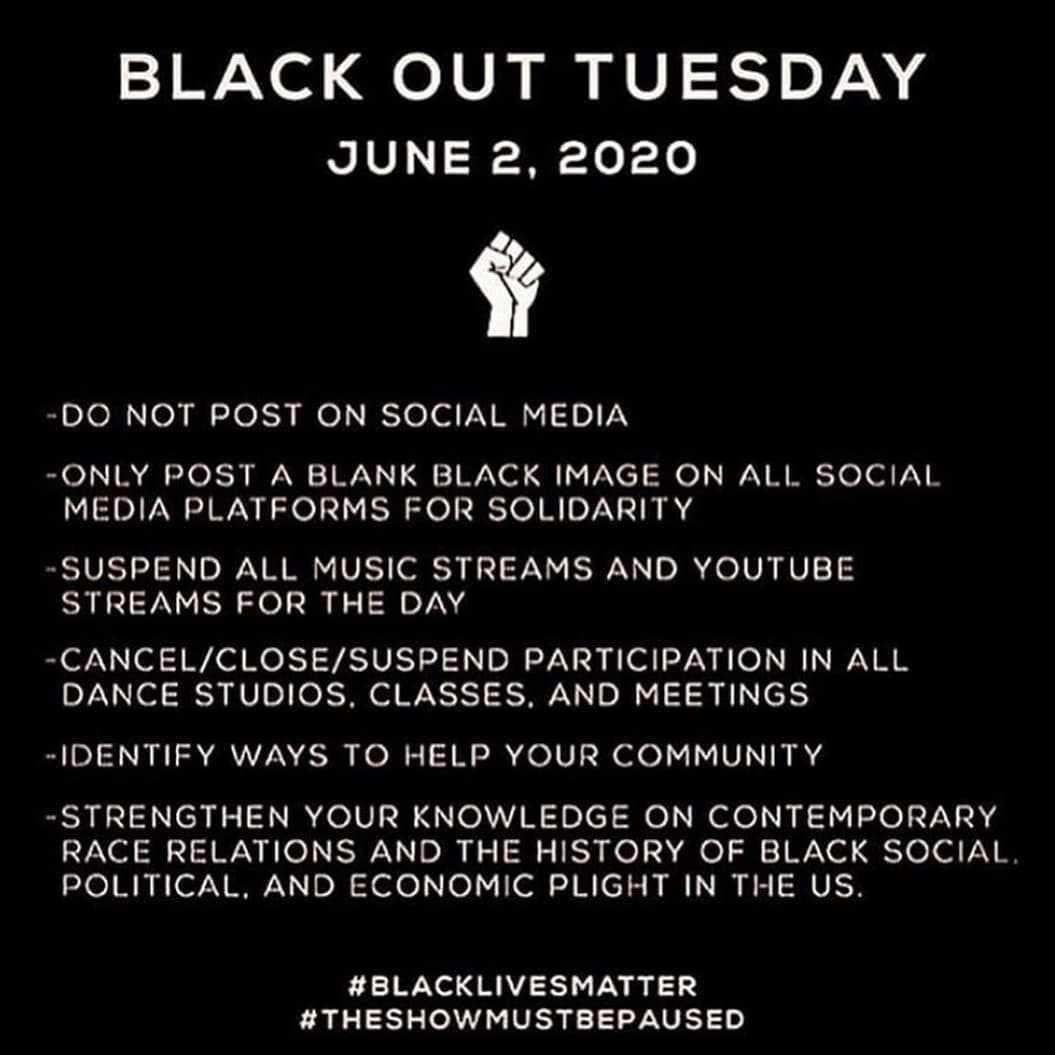 BLACK OUT TUESDAY
JUNE 2, 2020
-DO NOT POST ON SOCIAL MEDIA
-ONLY POST A BLANK BLACK IMAGE ON ALL SOCIAL
MEDIA PLATFORMS FOR SOLIDARITY
-SUSPEND ALL MUSIC STREAMS AND YOUTUBE
STREAMS FOR THE DAY
-CANCEL/CLOSE/SUSPEND PARTICIPATION IN ALL
DANCE STUDIOS, CLASSES, AND MEETINGS
-IDENTIFY WAYS TO HELP YOUR COMMUNITY
-STRENGTHEN YOUR KNOWLEDGE ON CONTEMPORARY
RACE RELATIONS AND THE HISTORY OF BLACK SOCIAL,
POLITICAL, AND ECONOMIC PLIGHT IN THE US.
#BLACKLIVESMATTER
#THESHOWMUSTBEPAUSED